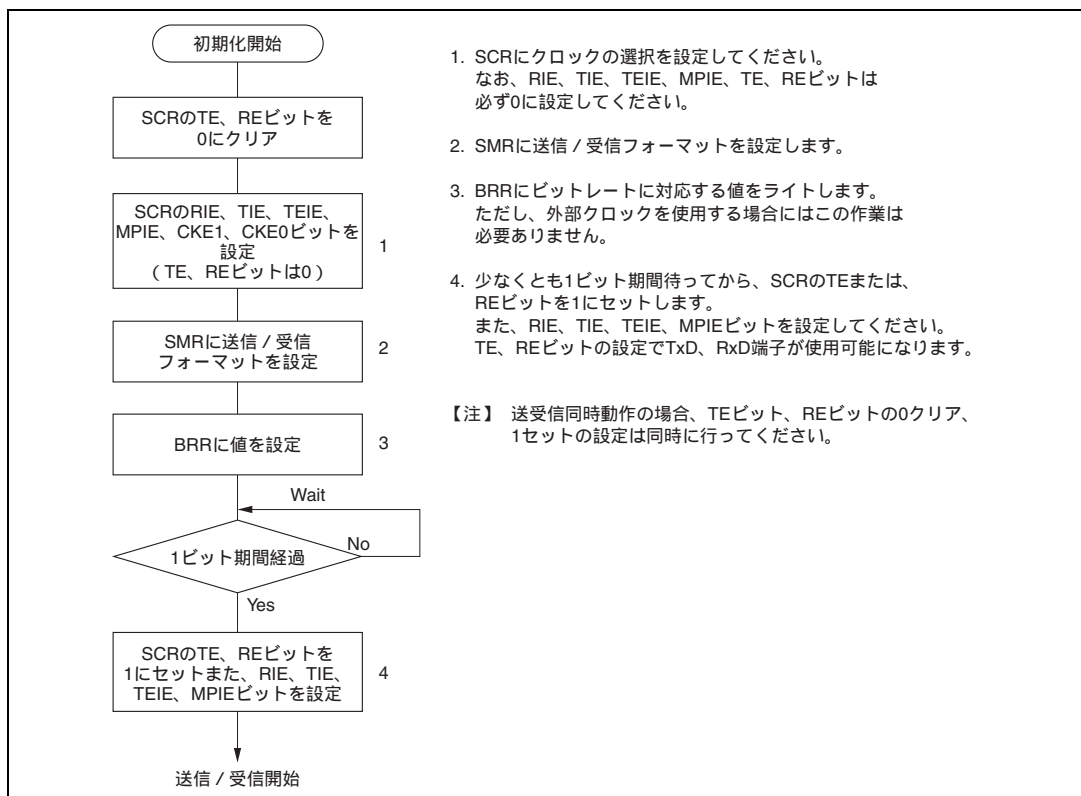 初期化開始
SCRのTE、REビットを
0にクリア
SCRのRIE、TIE、TEIE、
MPIE、CKE1、CKE0ビットを
設定
（TE、REビットは0）
1
SMRに送信 / 受信
フォーマットを設定
2
BRRに値を設定
3
Wait
1ビット期間経過
No
Yes
SCRのTE、REビットを
1にセットまた、RIE、TIE、
TEIE、MPIEビットを設定
4
送信 / 受信開始
1. SCRにクロックの選択を設定してください。
なお、RIE、TIE、TEIE、MPIE、TE、REビットは
必ず0に設定してください。
2. SMRに送信 / 受信フォーマットを設定します。
3. BRRにビットレートに対応する値をライトします。
ただし、外部クロックを使用する場合にはこの作業は
必要ありません。
4. 少なくとも1ビット期間待ってから、SCRのTEまたは、
REビットを1にセットします。
また、RIE、TIE、TEIE、MPIEビットを設定してください。
TE、REビットの設定でTxD、RxD端子が使用可能になります。
【注】 送受信同時動作の場合、TEビット、REビットの0クリア、
1セットの設定は同時に行ってください。